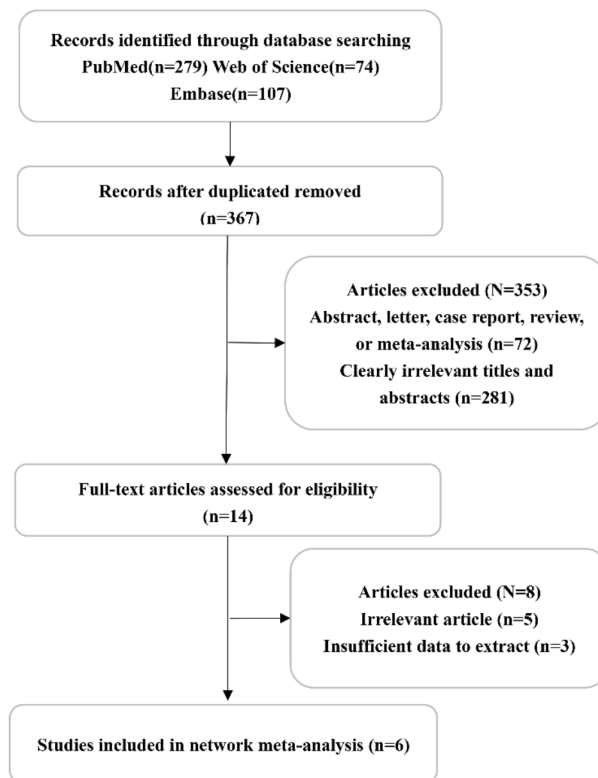 Records identified through database searching
PubMed(n=279) Web of Science(n=74)
Embase(n=107)
Records after duplicated removed
(n=367)
Articles excluded (N=353)
Abstract, letter, case report, review,
or meta-analysis (n=72)
Clearly irrelevant titles and
abstracts (n=281)
Full-text articles assessed for eligibility
(n=14)
Articles excluded (N=8)
Irrelevant article (n=5)
Insufficient data to extract (n=3)
Studies included in network meta-analysis (n=6)